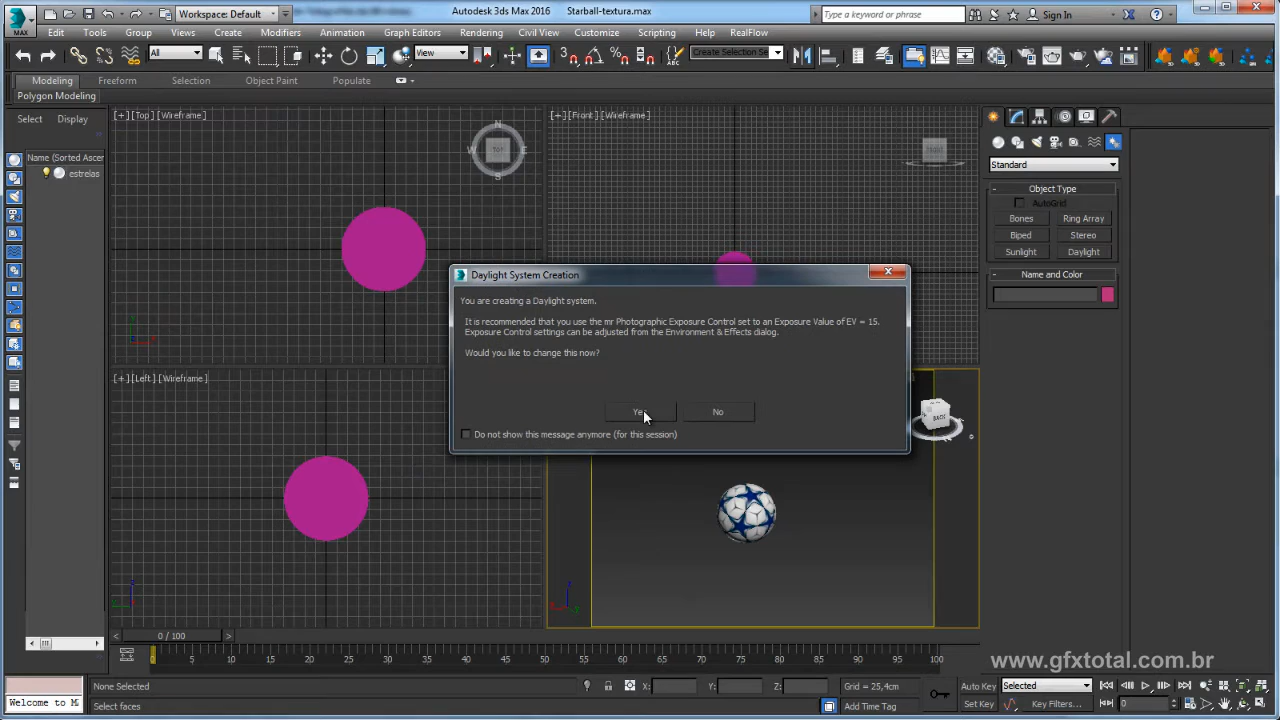 MAX
Workspace: Default
Autodesk 3ds Max 2016
Starball-textura.max
Type a keyword or phrase
Sign In
Edit
Tools
Group
Views
Create
Modifiers
Animation
Graph Editors
Rendering
Civil View
Customize
Scripting
Help
RealFlow
All
View
Create Selection Se
Modeling
Freeform
Selection
Object Paint
Populate
Polygon Modeling
Select
Display
Name (Sorted Ascer
estrelas
[+][Top][Wireframe]
N
W
TOP
E
S
[+][Front][Wireframe]
FRONT
Standard
- Object Type
AutoGrid
Bones
Ring Array
Biped
Stereo
Sunlight
Daylight
- Name and Color
Daylight System Creation
You are creating a Daylight system.
It is recommended that you use the mr Photographic Exposure Control set to an Exposure Value of EV = 15.
Exposure Control settings can be adjusted from the Environment & Effects dialog.
Would you like to change this now?
No
Do not show this message anymore (for this session)
[+][Left][Wireframe]
< 0 / 100 >
0 5 10 15 20 25 30 35 40 45 50 55 60 65 70 75 80 85 90 95 100
www.gfxtotal.com.br
None Selected
X:
Y:
Z:
Grid = 25,4cm
Auto Key
Selected
Welcome to M
Select faces
Add Time Tag
Set Key
Key Filters...
0